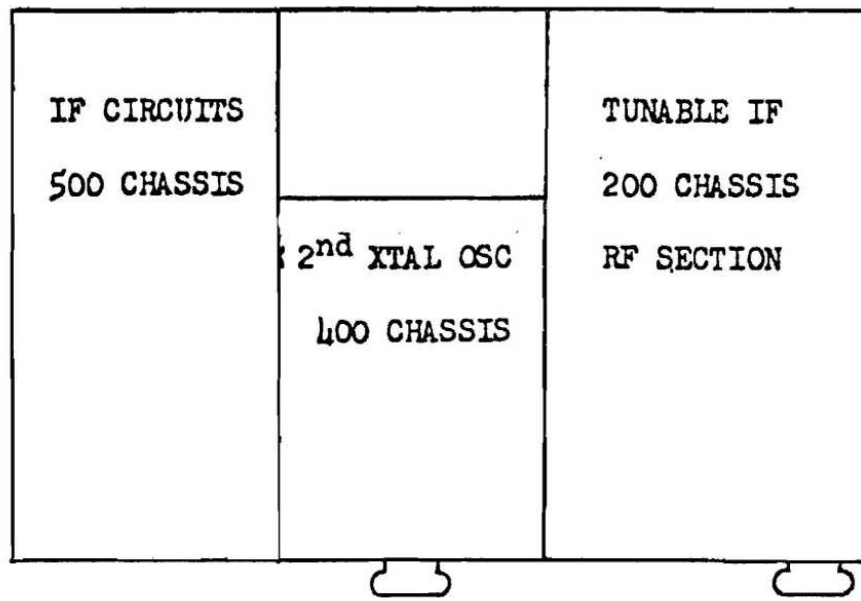 IF CIRCUITS
500 CHASSIS
2nd XTAL OSC
400 CHASSIS
TUNABLE IF
200 CHASSIS
RF SECTION